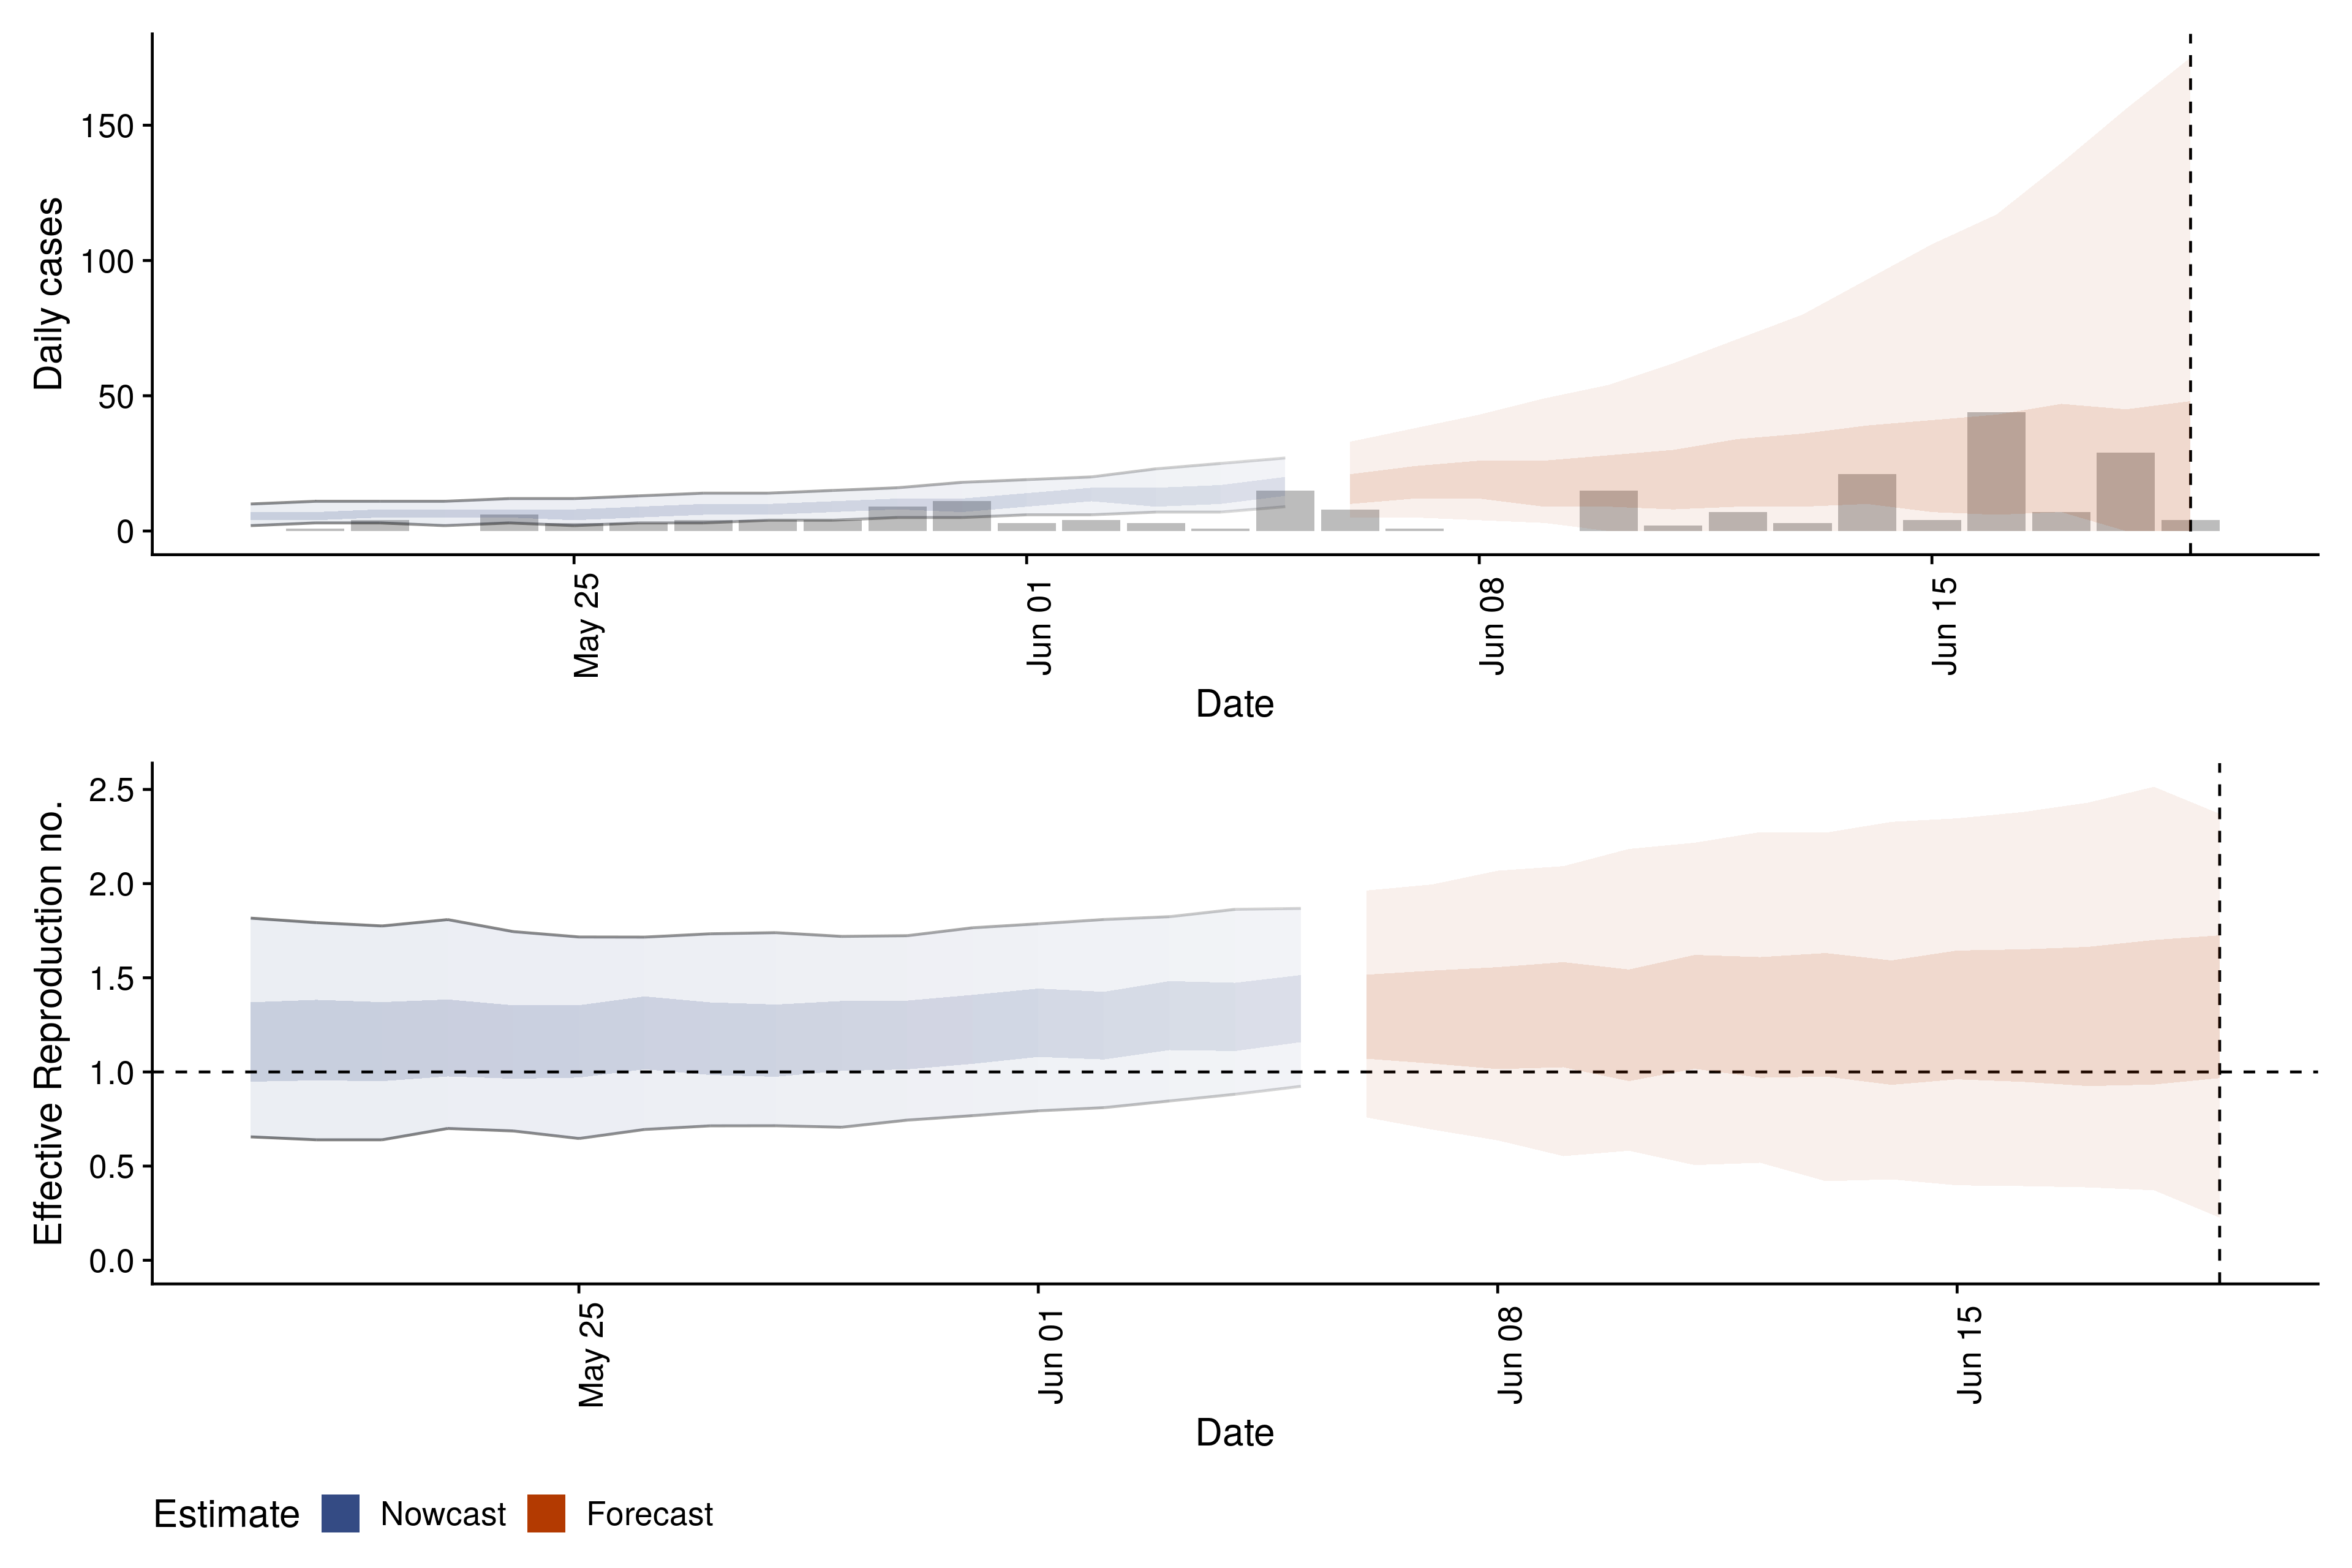 Daily cases
150
100
50
0
May 25
Jun 01
Jun 08
Jun 15
Date
Effective Reproduction no.
2.5
2.0
1.5
1.0
0.5
0.0
May 25
Jun 01
Jun 08
Jun 15
Date
Estimate Nowcast Forecast